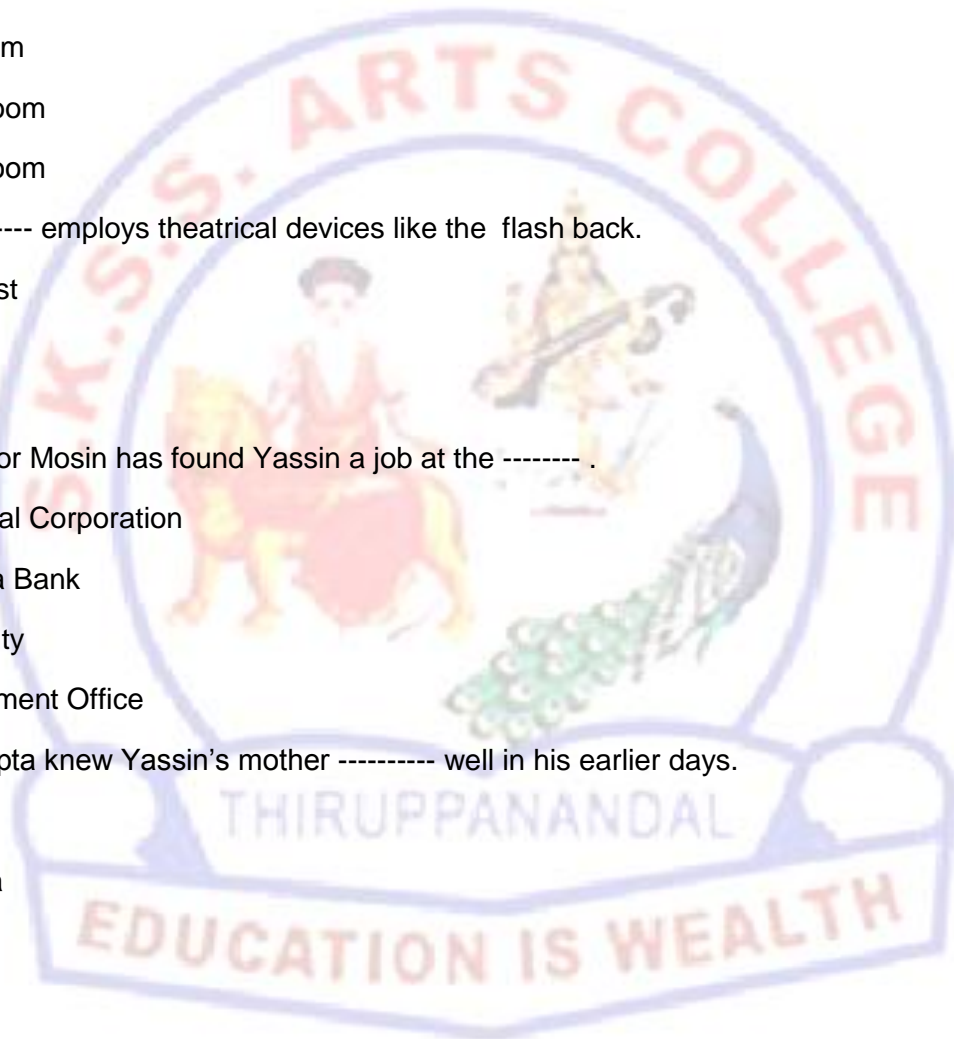 m
oom
oom
---- employs theatrical devices like the flash back.
st
or Mosin has found Yassin a job at the -------- .
al Corporation
a Bank
ity
ment Office
pta knew Yassin's mother ---------- well in his earlier days.
a
S.K.S.S. ARTS COLLEGE
THIRUPPANANDAL
EDUCATION IS WEALTH